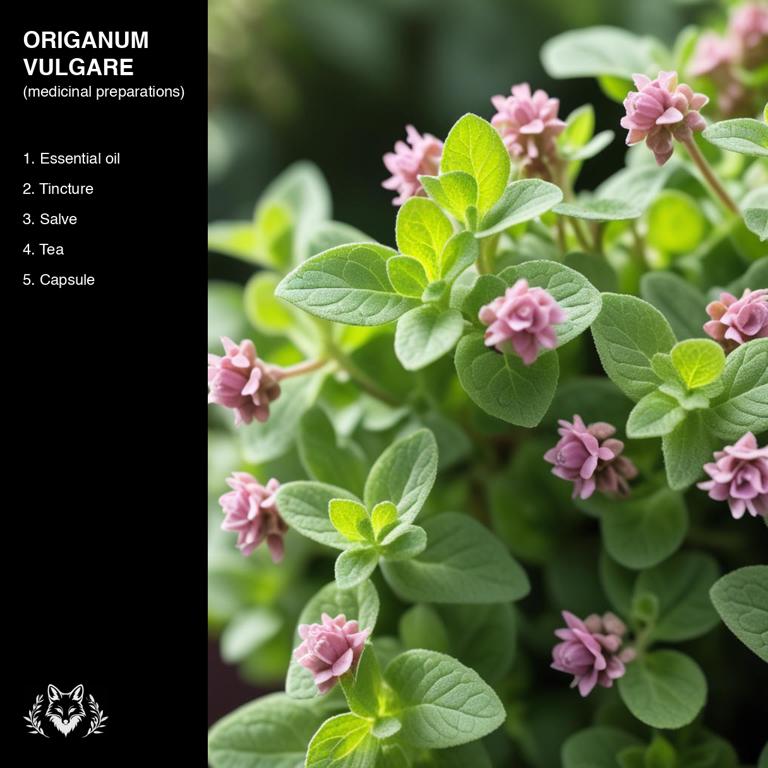 ORIGANUM
VULGARE
(medicinal preparations)
1. Essential oil
2. Tincture
3. Salve
4. Tea
5. Capsule